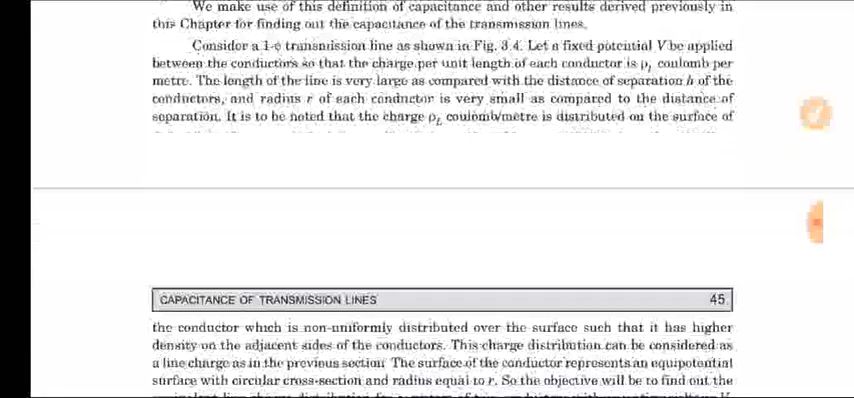 We make use of this definition of capacitance and other results derived previously in
this Chapter for finding out the capacitance of the transmission lines.
Consider a 1-φ transmission line as shown in Fig. 3.4. Let a fixed potential V be applied
between the conductors so that the charge per unit length of each conductor is ρL coulomb per
metre. The length of the line is very large as compared with the distance of separation h of the
conductors, and radius r of each conductor is very small as compared to the distance of
separation. It is to be noted that the charge ρL coulomb/metre is distributed on the surface of
CAPACITANCE OF TRANSMISSION LINES 45
the conductor which is non-uniformly distributed over the surface such that it has higher
density on the adjacent sides of the conductors. This charge distribution can be considered as
a line charge as in the previous section. The surface of the conductor represents an equipotential
surface with circular cross-section and radius equal to r. So the objective will be to find out the